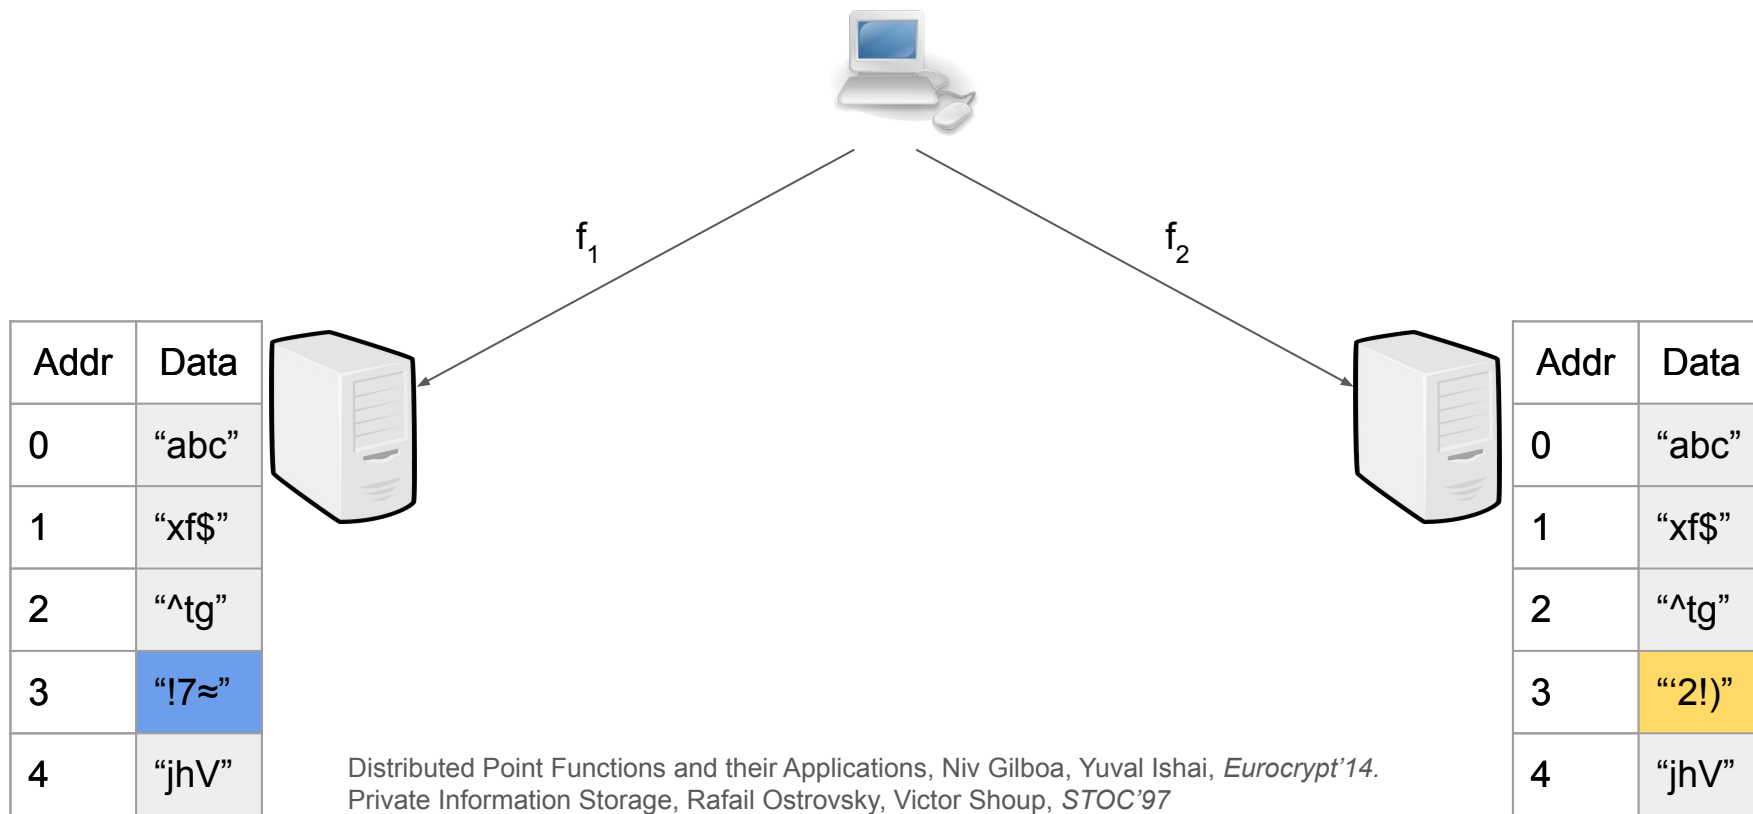 f1
f2
Addr Data
0 “abc”
1 “xf$”
2 “^tg”
3 “!7≈”
4 “jhV”
Addr Data
0 “abc”
1 “xf$”
2 “^tg”
3 “‘2!)”
4 “jhV”
Distributed Point Functions and their Applications, Niv Gilboa, Yuval Ishai, Eurocrypt’14.
Private Information Storage, Rafail Ostrovsky, Victor Shoup, STOC’97